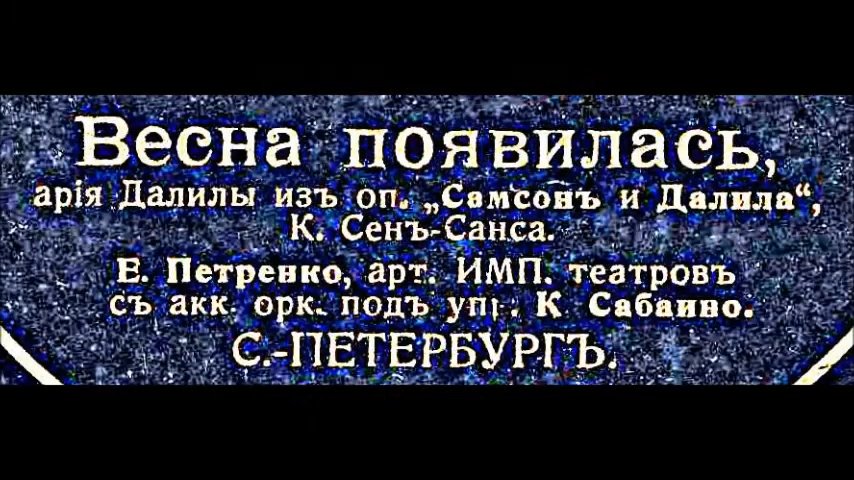 Весна появилась,
арія Далилы изъ оп. „Самсонъ и Далила“,
К. Сенъ-Санса.
Е. Петренко, арт. ИМП. театровъ
съ акк. орк. подъ упр. К Сабаино.
С.-ПЕТЕРБУРГЪ.